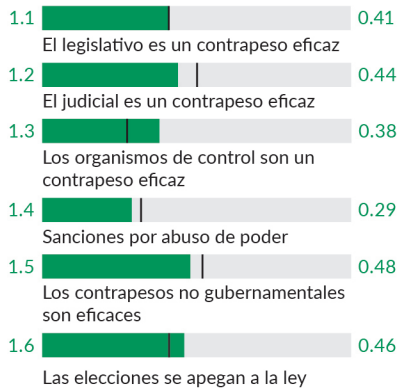 1.1 0.41
El legislativo es un contrapeso eficaz
1.2 0.44
El judicial es un contrapeso eficaz
1.3 0.38
Los organismos de control son un
contrapeso eficaz
1.4 0.29
Sanciones por abuso de poder
1.5 0.48
Los contrapesos no gubernamentales
son eficaces
1.6 0.46
Las elecciones se apegan a la ley